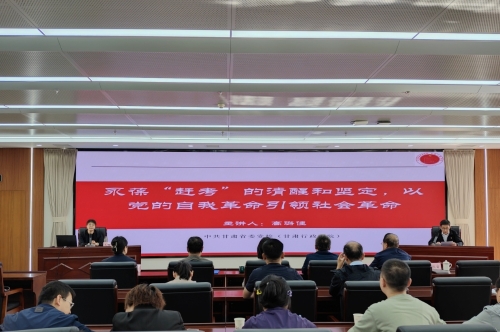 永保“赶考”的清醒和坚定，以
党的自我革命引领社会革命
主讲人：高
中共甘肃省委党校（甘肃行政学院）